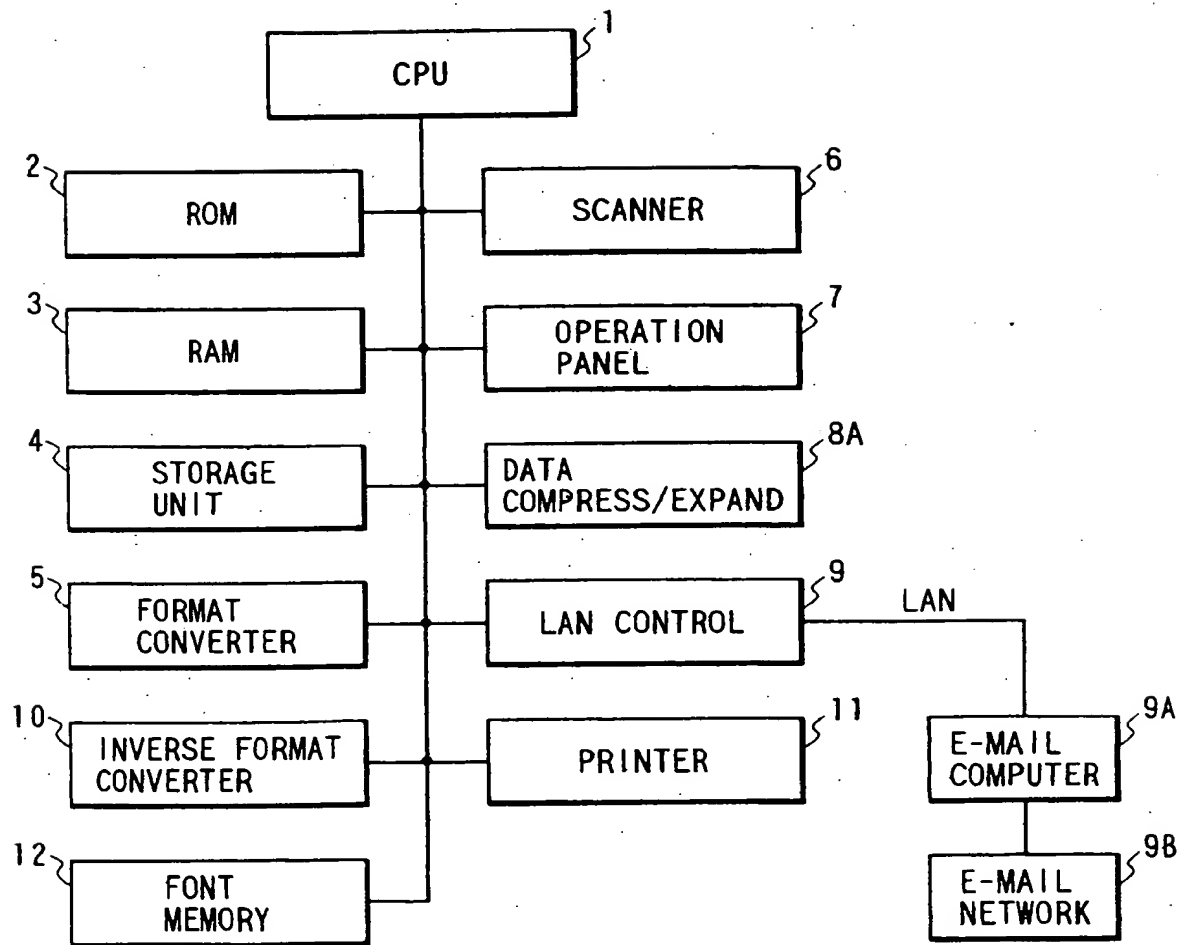 1
CPU
2
ROM
6
SCANNER
3
RAM
7
OPERATION
PANEL
4
STORAGE
UNIT
8A
DATA
COMPRESS/EXPAND
5
FORMAT
CONVERTER
9
LAN CONTROL
LAN
10
INVERSE FORMAT
CONVERTER
11
PRINTER
9A
E-MAIL
COMPUTER
12
FONT
MEMORY
9B
E-MAIL
NETWORK